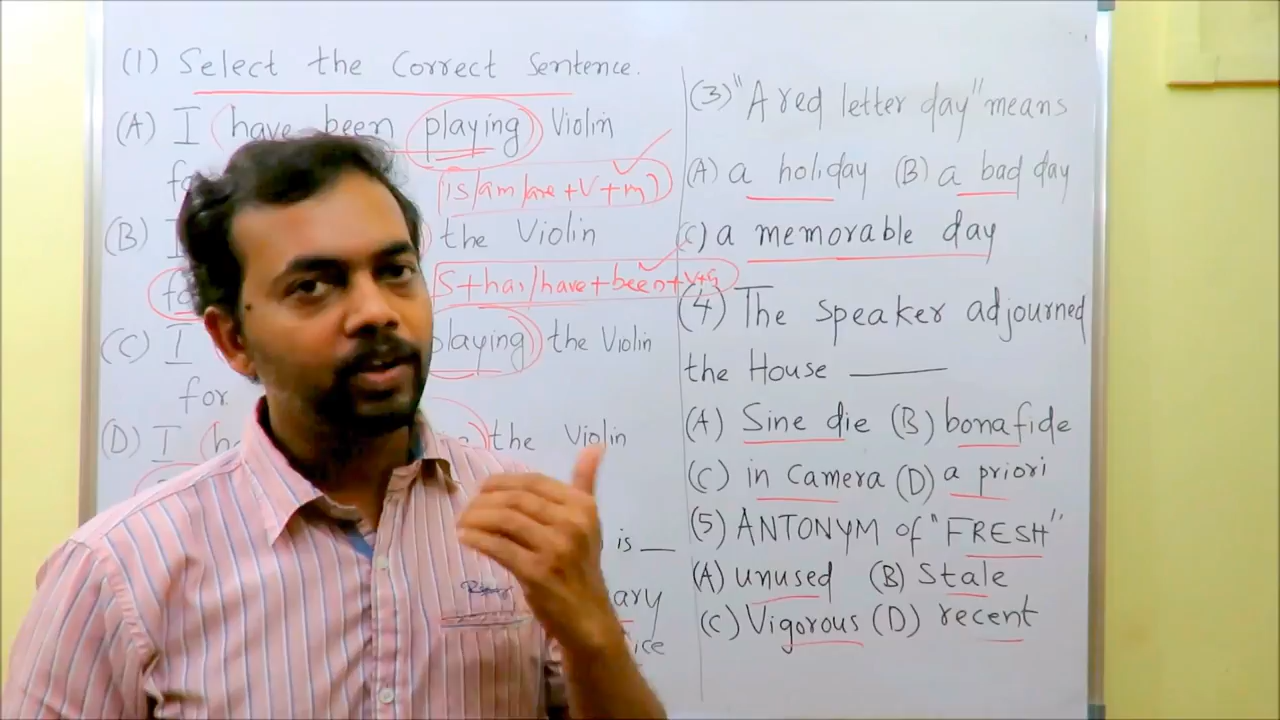 (1) Select the Correct Sentence.
(A) I have been playing Violin
(is/am/are+V+ing)
(B) I the Violin
S+has/have+been+V+ing
(C) I playing the Violin
for
(D) I the Violin
is __
ary
ice
(3) "A red letter day" means
(A) a holiday (B) a bad day
(C) a memorable day
(4) The speaker adjourned
the House ______
(A) Sine die (B) bonafide
(C) in Camera (D) a priori
(5) ANTONYM of "FRESH"
(A) unused (B) Stale
(C) Vigorous (D) recent